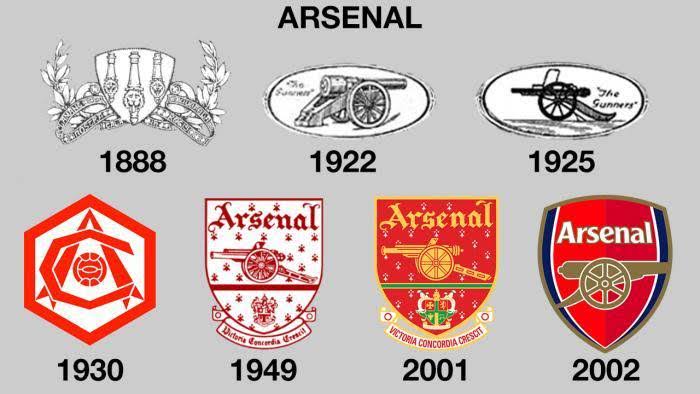 ARSENAL
"The
Gunners"
"The
Gunners"
1888
1922
1925
Arsenal
Victoria Concordia Crescit
Arsenal
VICTORIA CONCORDIA CRESCIT
Arsenal
1930
1949
2001
2002